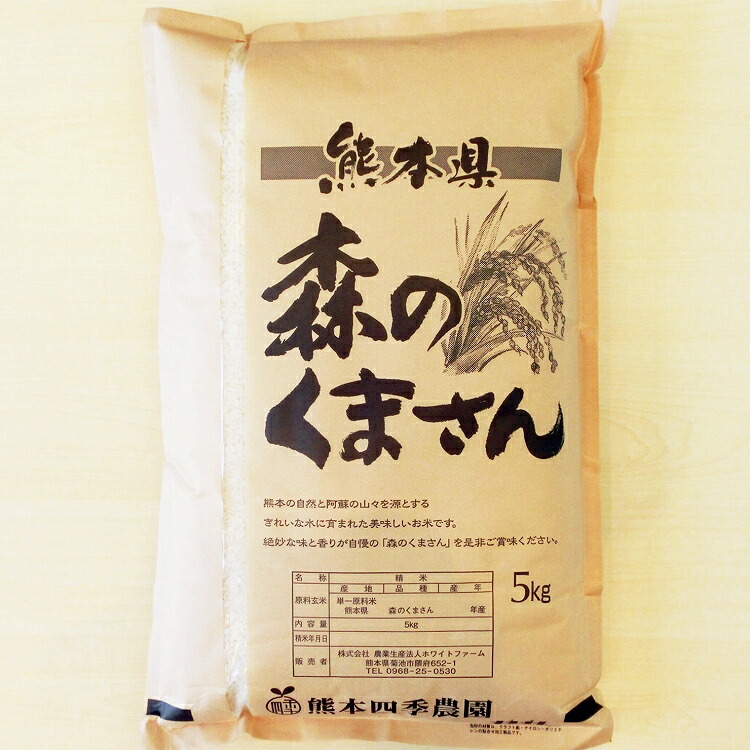 熊本県
森の
くまさん
熊本の自然と阿蘇の山々を源とする
きれいな水に育まれた美味しいお米です。
絶妙な味と香りが自慢の「森のくまさん」を是非ご賞味ください。
名 称 精 米
原料玄米 産 地 品 種 産 年
単一原料米
熊本県 森のくまさん 年産
内 容 量 5kg
精米年月日
販 売 者 株式会社 農業生産法人ホワイトファーム
熊本県菊池市隈府652-1
TEL 0968-25-0530
5kg
熊本四季農園